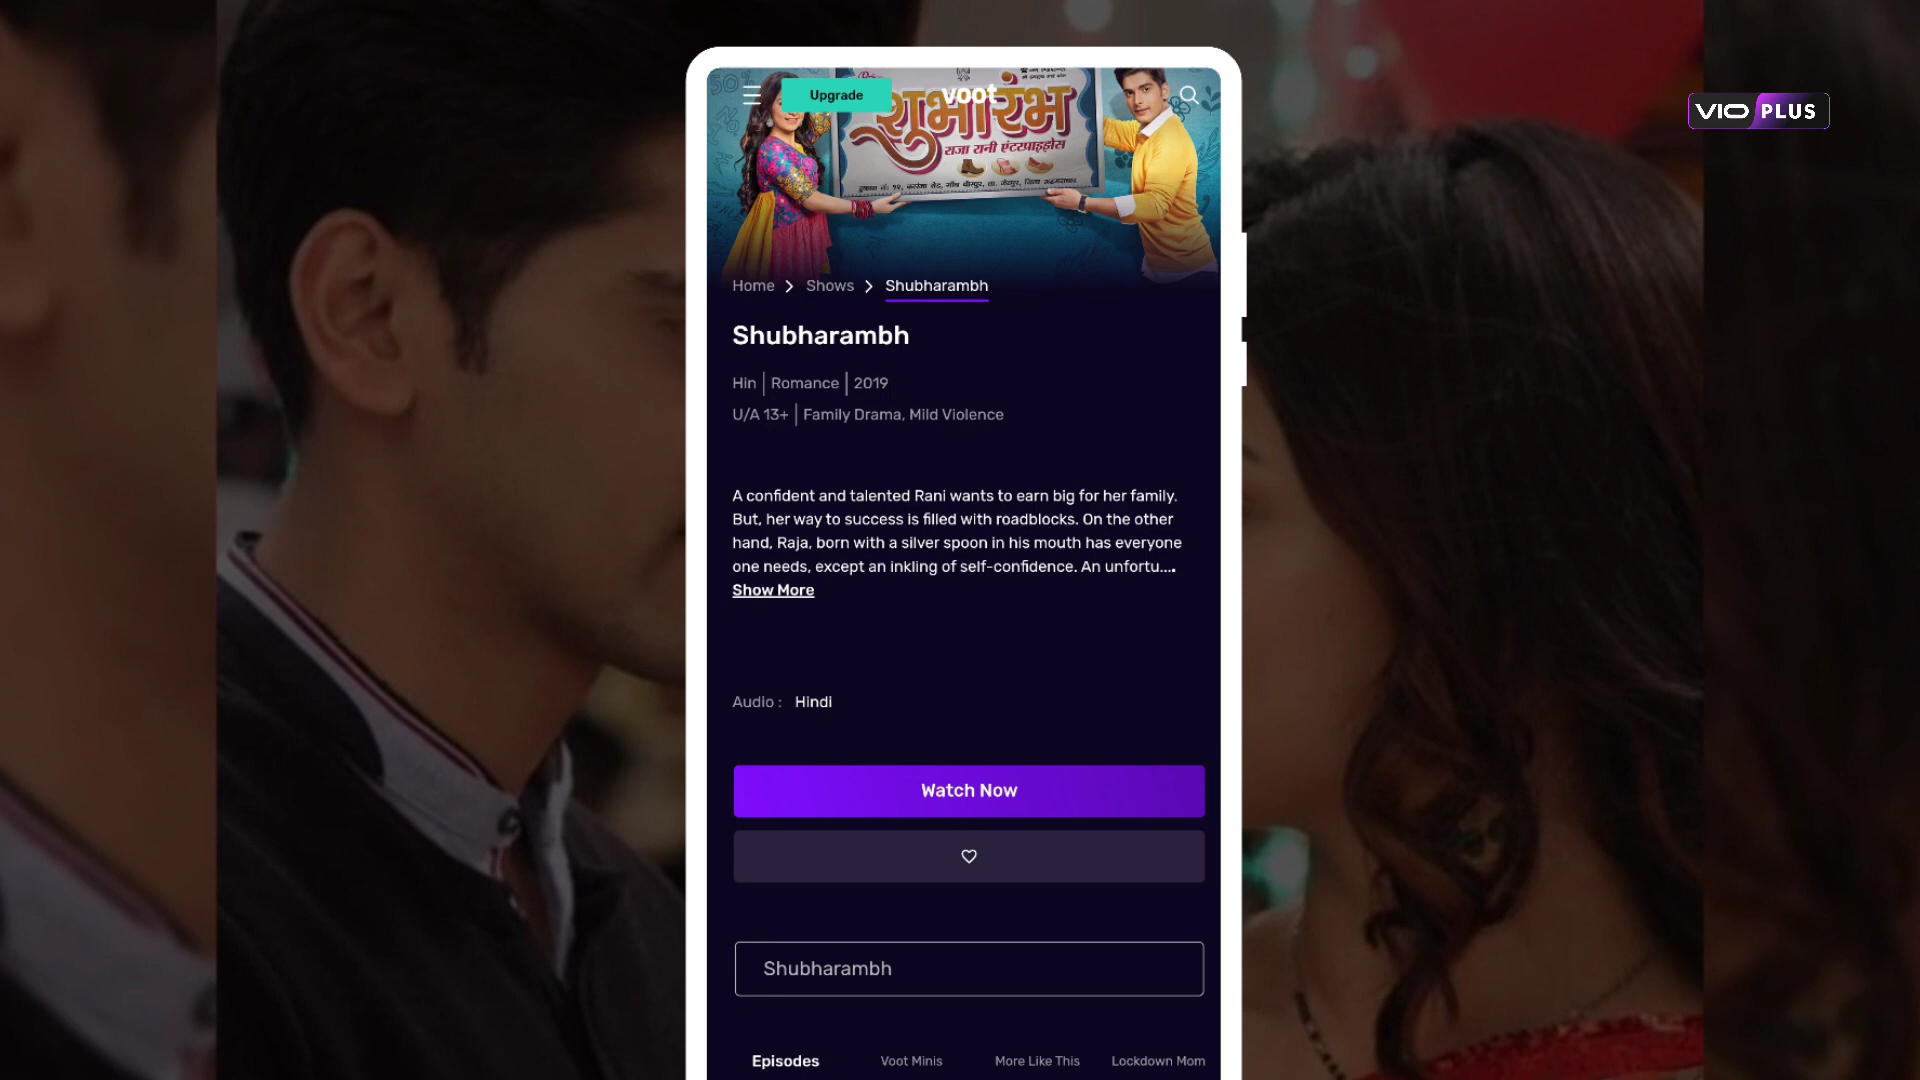 Upgrade
voot
VIO PLUS
शुभारंभ
राजा रानी एंटरप्राइजेस
Home
Shows
Shubharambh
Shubharambh
Hin | Romance | 2019
U/A 13+ | Family Drama, Mild Violence
A confident and talented Rani wants to earn big for her family.
But, her way to success is filled with roadblocks. On the other
hand, Raja, born with a silver spoon in his mouth has everyone
one needs, except an inkling of self-confidence. An unfortu....
Show More
Audio : Hindi
Watch Now
Shubharambh
Episodes
Voot Minis
More Like This
Lockdown Mom